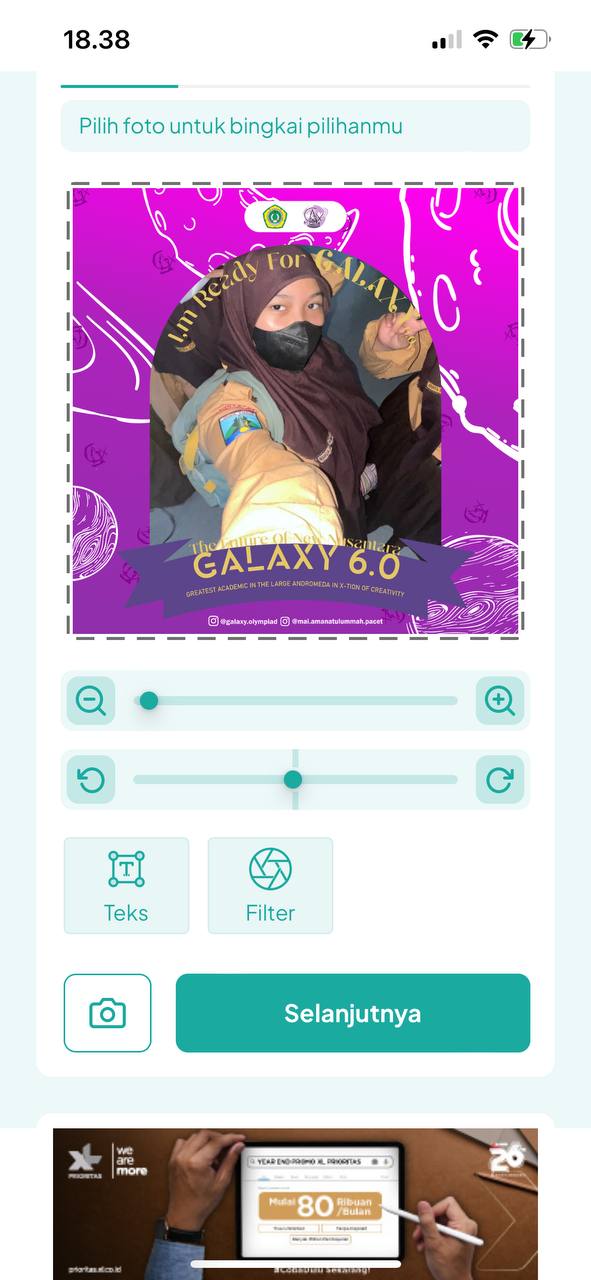 18.38
Pilih foto untuk bingkai pilihanmu
I,m Ready For GALAXY
The Future Of New Nusantara
GALAXY 6.0
GREATEST ACADEMIC IN THE LARGE ANDROMEDA IN X-TION OF CREATIVITY
@galaxy.olympiad @mai.amanatulummah.pacet
Teks
Filter
Selanjutnya
XL PRIORITAS
we are more
YEAR END PROMO XL PRIORITAS
Mulai 80 Ribuan /Bulan
prioritas.xl.co.id
#CobaDulu Sekarang!